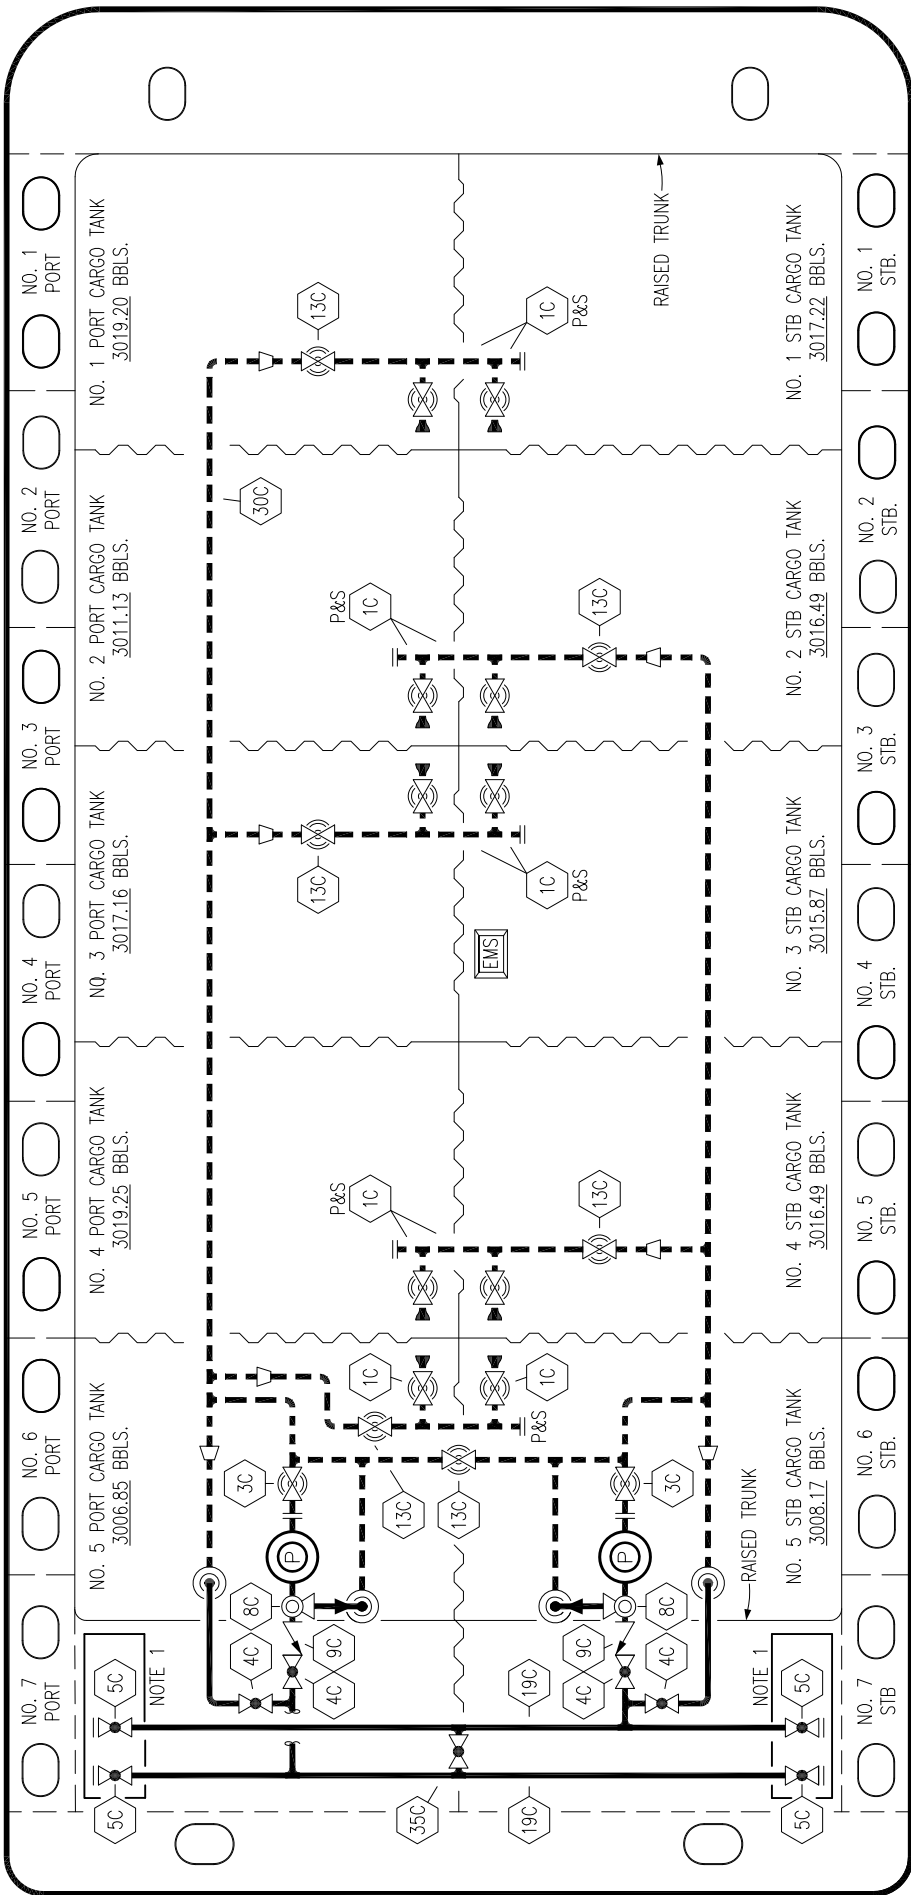 NO. 1
PORT
NO. 2
PORT
NO. 3
PORT
NO. 4
PORT
NO. 5
PORT
NO. 6
PORT
NO. 7
PORT
NO. 1 PORT CARGO TANK
3019.20 BBLS.
NO. 2 PORT CARGO TANK
3011.13 BBLS.
NO. 3 PORT CARGO TANK
3017.16 BBLS.
NO. 4 PORT CARGO TANK
3019.25 BBLS.
NO. 5 PORT CARGO TANK
3006.85 BBLS.
NOTE 1
5C
5C
13C
30C
13C
3C
P
8C
4C
9C
4C
1C
P&S
1C
P&S
1C
P&S
1C
P&S
1C
1C
P&S
13C
13C
EMS
35C
19C
19C
13C
13C
3C
P
8C
9C
4C
4C
RAISED TRUNK
RAISED TRUNK
NOTE 1
5C
5C
NO. 1 STB CARGO TANK
3017.22 BBLS.
NO. 2 STB CARGO TANK
3016.49 BBLS.
NO. 3 STB CARGO TANK
3015.87 BBLS.
NO. 4 STB CARGO TANK
3016.49 BBLS.
NO. 5 STB CARGO TANK
3008.17 BBLS.
NO. 1
STB.
NO. 2
STB.
NO. 3
STB.
NO. 4
STB.
NO. 5
STB.
NO. 6
STB.
NO. 7
STB